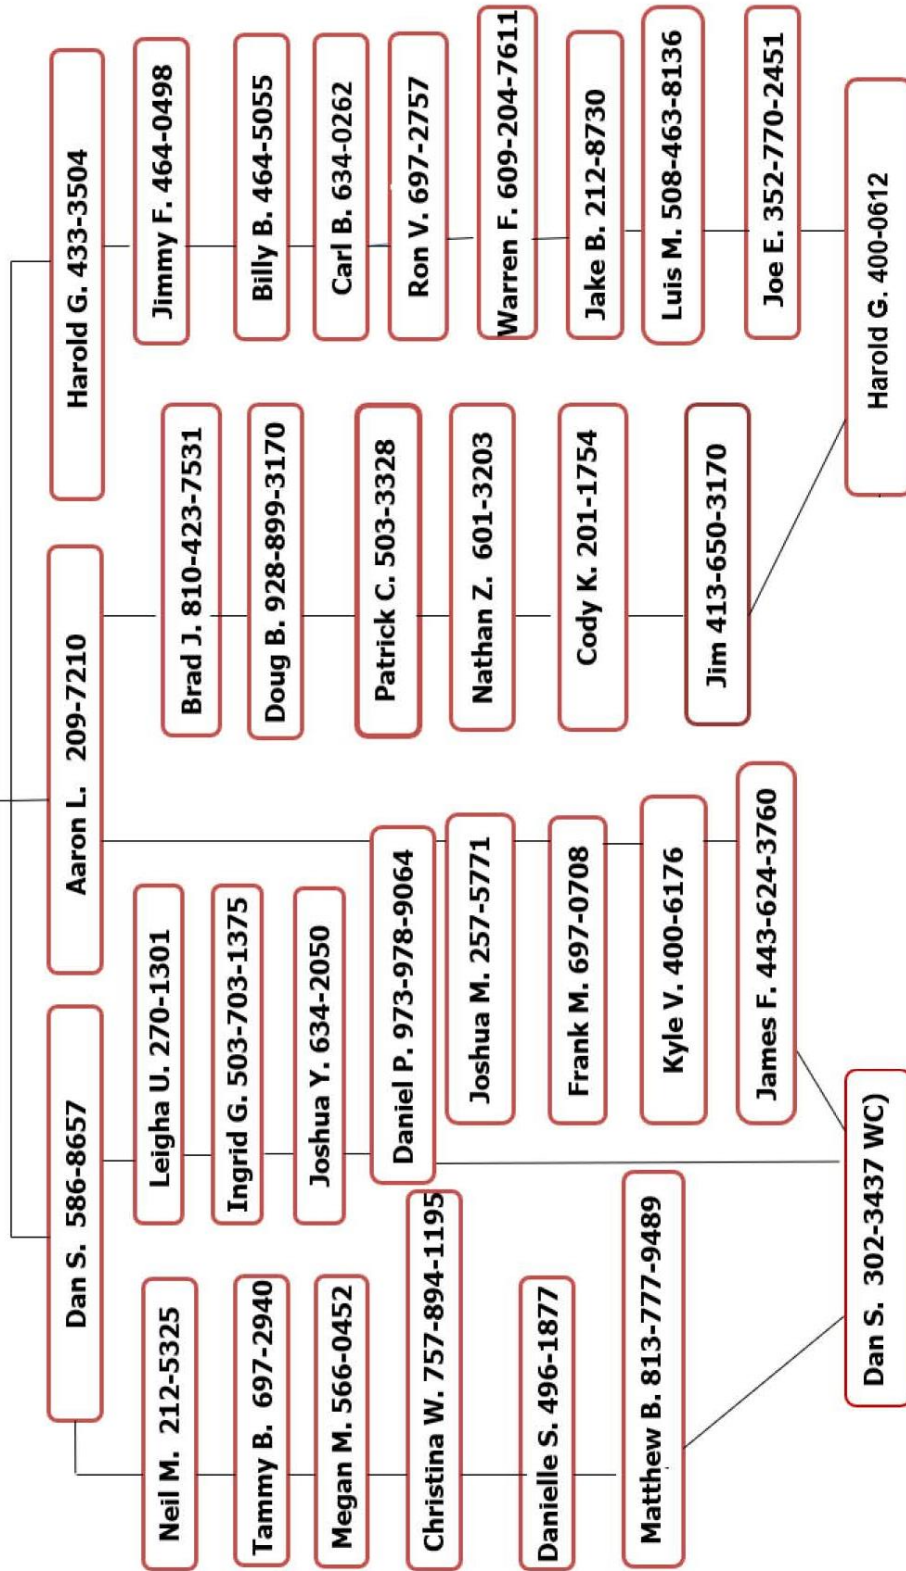 Dan S.  586-8657
Aaron L.   209-7210
Harold G. 433-3504
Neil M.  212-5325
Tammy B.  697-2940
Megan M. 566-0452
Christina W. 757-894-1195
Danielle S. 496-1877
Matthew B. 813-777-9489
Leigha U. 270-1301
Ingrid G. 503-703-1375
Joshua Y. 634-2050
Daniel P. 973-978-9064
Joshua M. 257-5771
Frank M. 697-0708
Kyle V. 400-6176
James F. 443-624-3760
Brad J. 810-423-7531
Doug B. 928-899-3170
Patrick C. 503-3328
Nathan Z.  601-3203
Cody K. 201-1754
Jim 413-650-3170
Jimmy F. 464-0498
Billy B. 464-5055
Carl B. 634-0262
Ron V. 697-2757
Warren F. 609-204-7611
Jake B. 212-8730
Luis M. 508-463-8136
Joe E. 352-770-2451
Dan S.  302-3437 WC)
Harold G. 400-0612